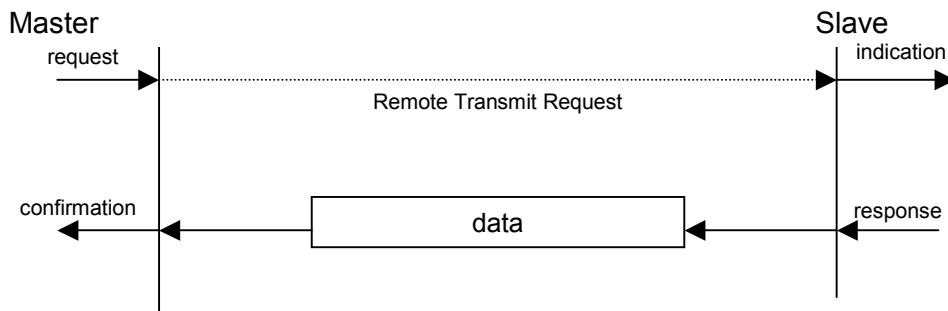 Master
Slave
request
indication
Remote Transmit Request
confirmation
data
response